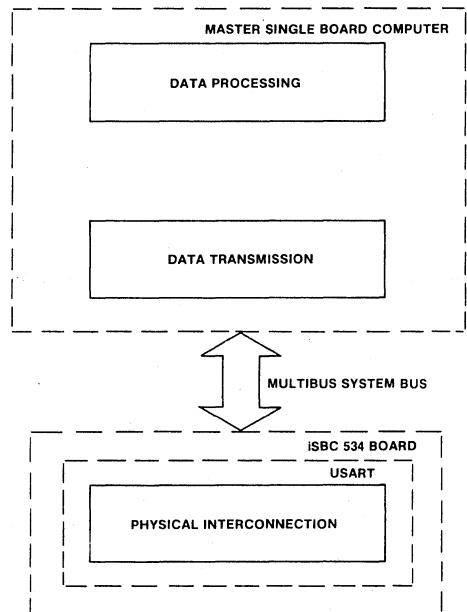 MASTER SINGLE BOARD COMPUTER
DATA PROCESSING
DATA TRANSMISSION
MULTIBUS SYSTEM BUS
iSBC 534 BOARD
USART
PHYSICAL INTERCONNECTION